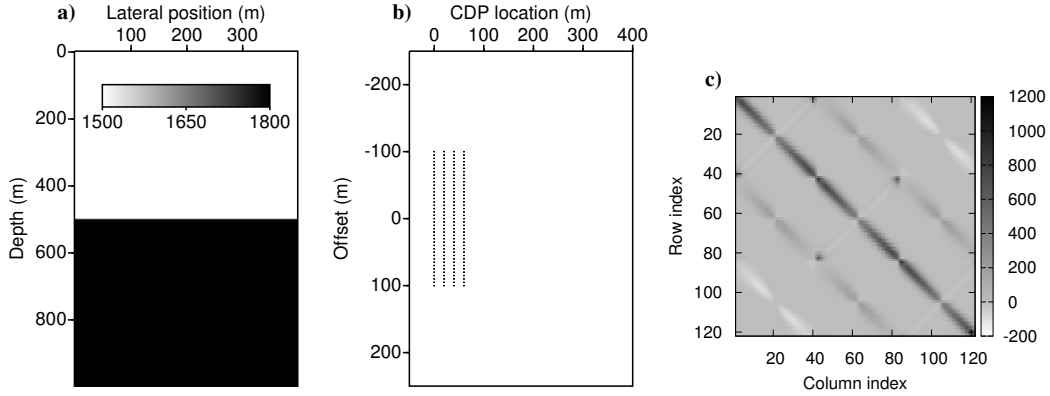 a)
Lateral position (m)
100 200 300
0
200
400
600
800
Depth (m)
1500 1650 1800
b)
CDP location (m)
0 100 200 300 400
-200
-100
0
100
200
Offset (m)
c)
20
40
60
80
100
120
Row index
20 40 60 80 100 120
Column index
1200
1000
800
600
400
200
0
-200